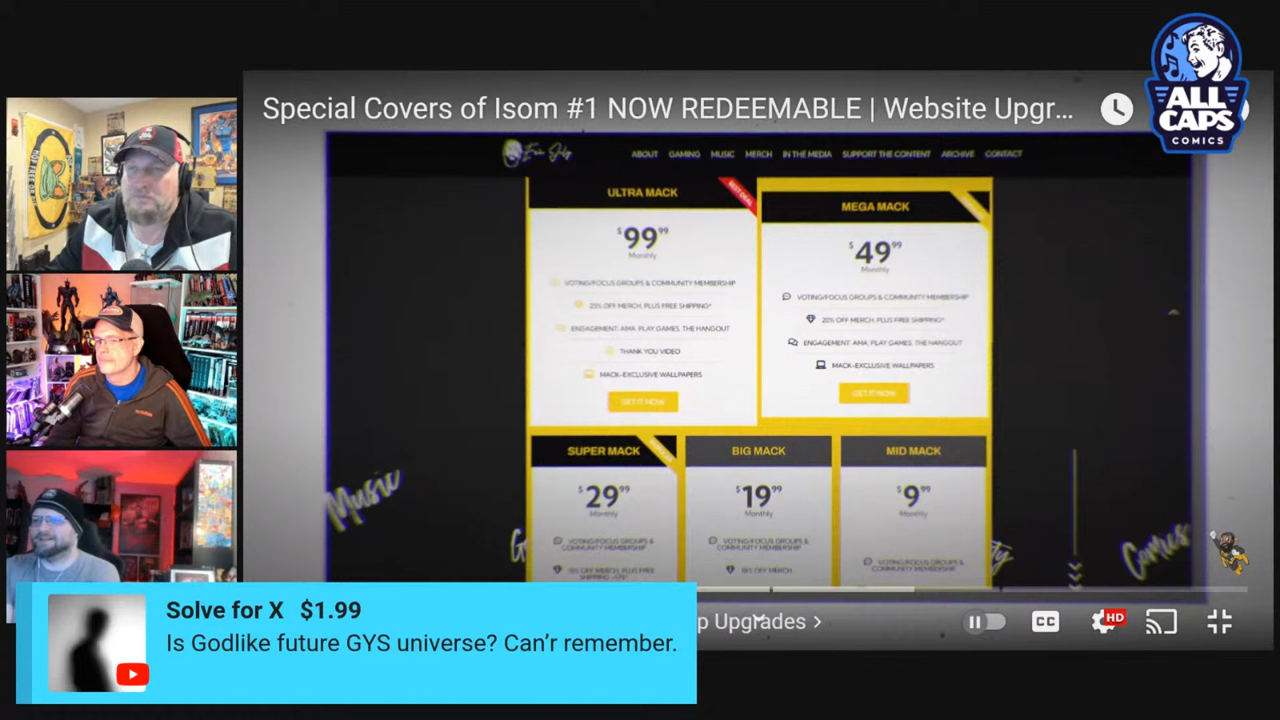 Special Covers of Isom #1 NOW REDEEMABLE | Website Upgr...
ALL
CAPS
COMICS
ABOUT GAMING MUSIC MERCH IN THE MEDIA SUPPORT THE CONTENT ARCHIVE CONTACT
ULTRA MACK
$99.99
Monthly
VOTING/FOCUS GROUPS & COMMUNITY MEMBERSHIP
25% OFF MERCH, PLUS FREE SHIPPING*
ENGAGEMENT: AMA, PLAY GAMES, THE HANGOUT
THANK YOU VIDEO
MACK-EXCLUSIVE WALLPAPERS
GET IT NOW
MEGA MACK
$49.99
Monthly
VOTING/FOCUS GROUPS & COMMUNITY MEMBERSHIP
20% OFF MERCH, PLUS FREE SHIPPING*
ENGAGEMENT: AMA, PLAY GAMES, THE HANGOUT
MACK-EXCLUSIVE WALLPAPERS
GET IT NOW
SUPER MACK
$29.99
Monthly
VOTING/FOCUS GROUPS &
COMMUNITY MEMBERSHIP
BIG MACK
$19.99
Monthly
VOTING/FOCUS GROUPS &
COMMUNITY MEMBERSHIP
15% OFF MERCH
MID MACK
$9.99
Monthly
VOTING/FOCUS GROUPS &
COMMUNITY MEMBERSHIP
Music
Comics
p Upgrades
CC
HD
Solve for X $1.99
Is Godlike future GYS universe? Can'r remember.